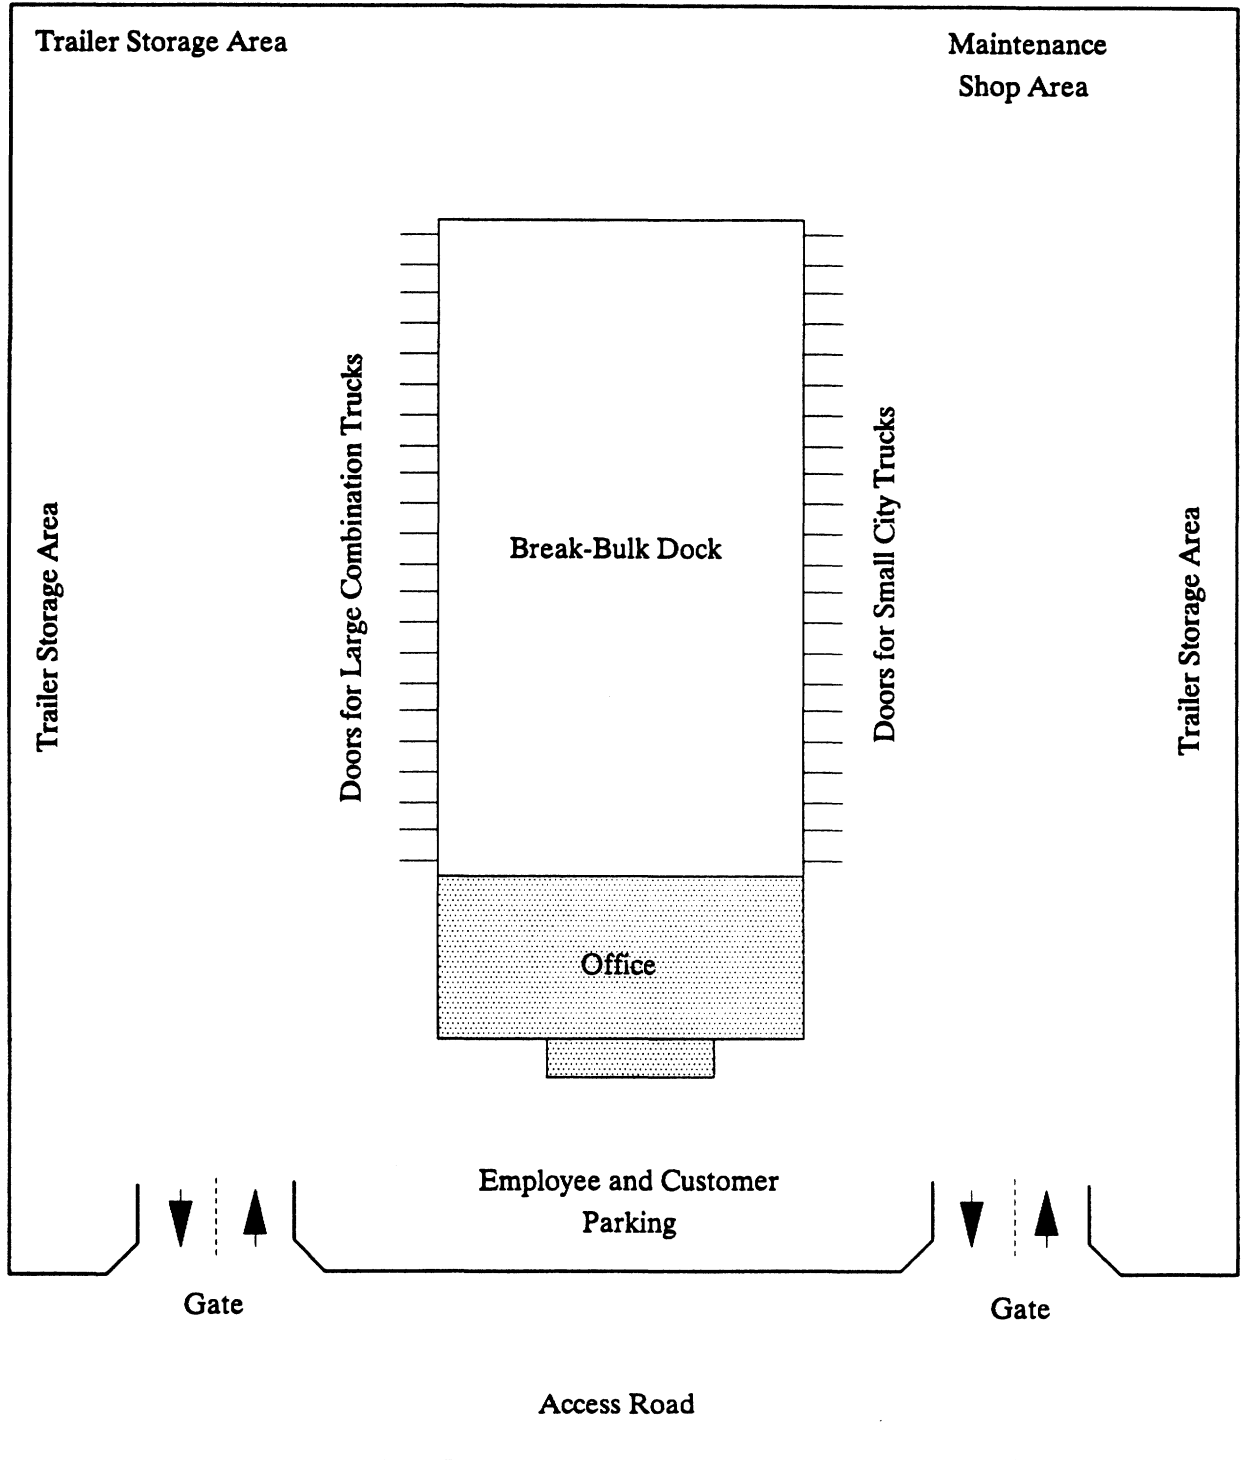 Trailer Storage Area
Maintenance
Shop Area
Doors for Large Combination Trucks
Doors for Small City Trucks
Trailer Storage Area
Trailer Storage Area
Break-Bulk Dock
Office
Employee and Customer
Parking
Gate
Gate
Access Road